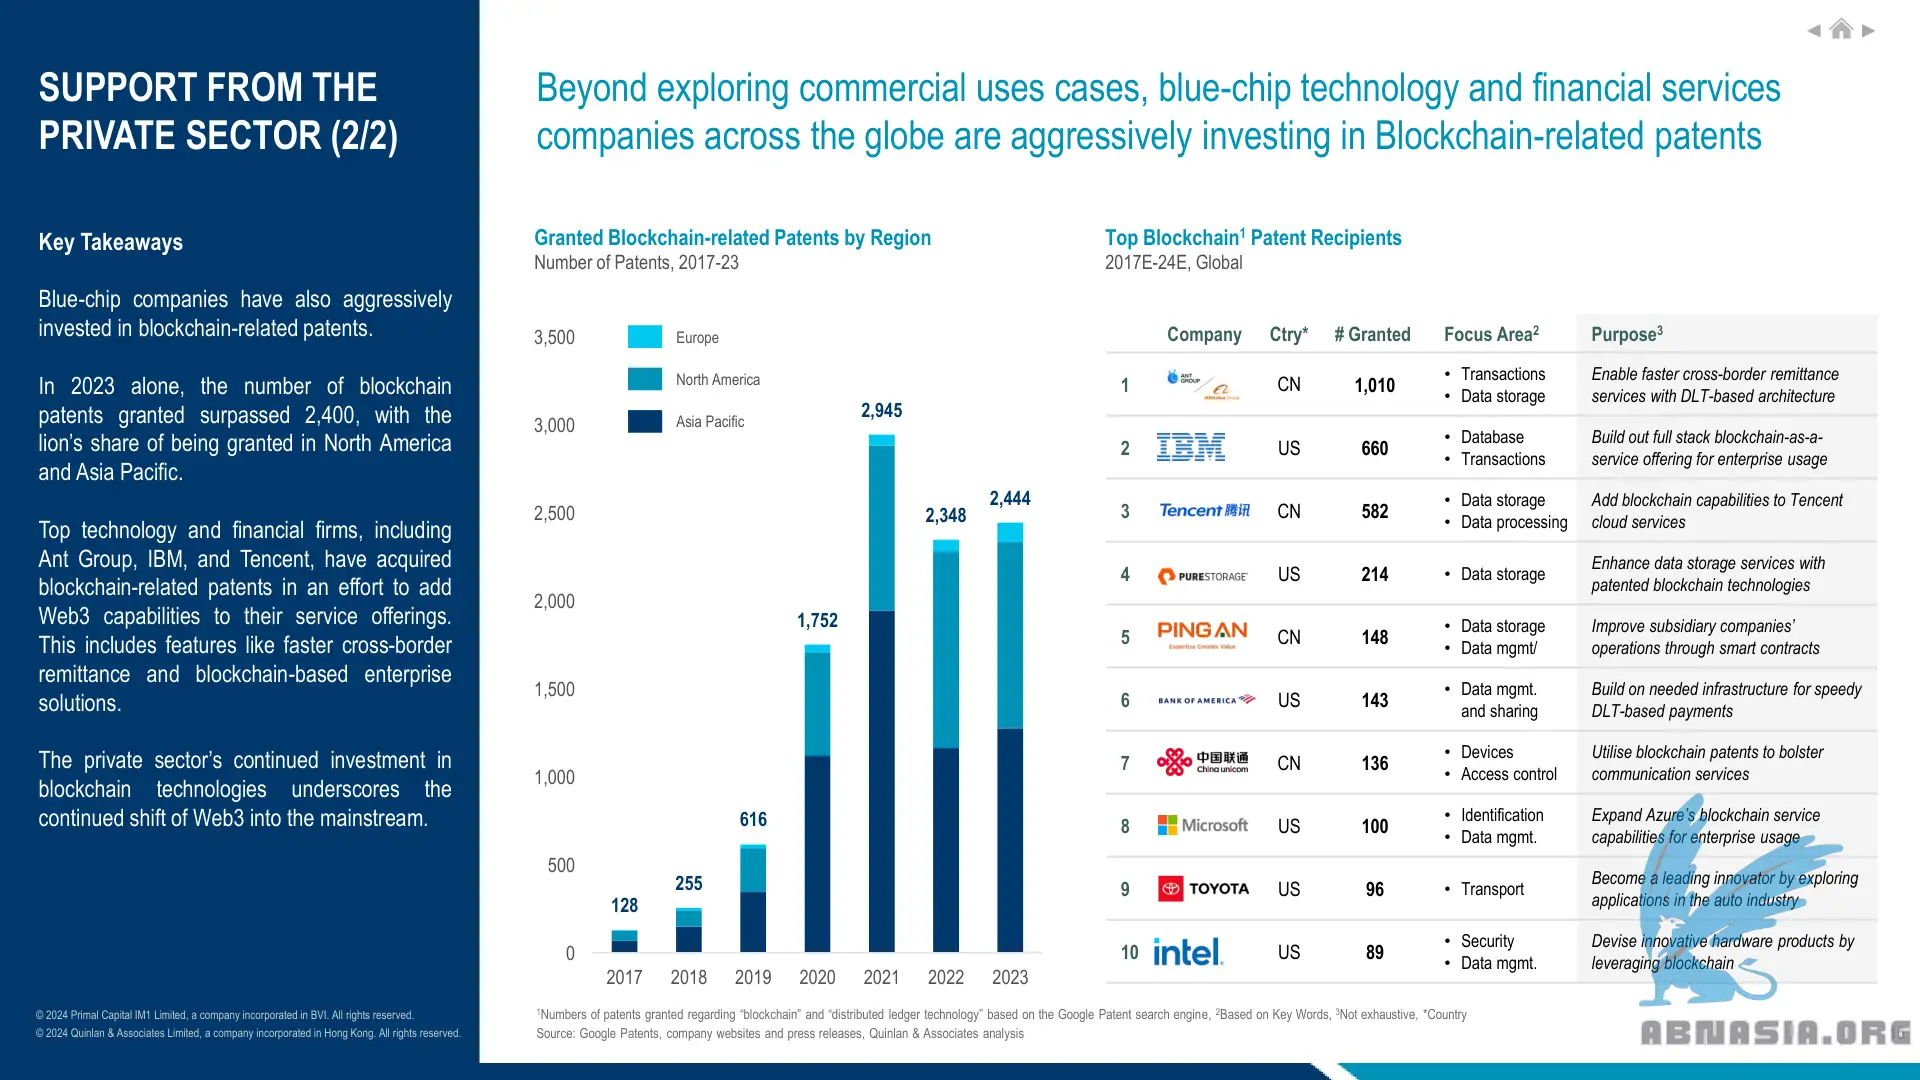 SUPPORT FROM THE
PRIVATE SECTOR (2/2)
Key Takeaways
Blue-chip companies have also aggressively
invested in blockchain-related patents.
In 2023 alone, the number of blockchain
patents granted surpassed 2,400, with the
lion's share of being granted in North America
and Asia Pacific.
Top technology and financial firms, including
Ant Group, IBM, and Tencent, have acquired
blockchain-related patents in an effort to add
Web3 capabilities to their service offerings.
This includes features like faster cross-border
remittance and blockchain-based enterprise
solutions.
The private sector's continued investment in
blockchain technologies underscores the
continued shift of Web3 into the mainstream.
© 2024 Primal Capital IM1 Limited, a company incorporated in BVI. All rights reserved.
© 2024 Quinlan & Associates Limited, a company incorporated in Hong Kong. All rights reserved.
Beyond exploring commercial uses cases, blue-chip technology and financial services
companies across the globe are aggressively investing in Blockchain-related patents
Granted Blockchain-related Patents by Region
Number of Patents, 2017-23
Europe
North America
Asia Pacific
3,500
3,000
2,500
2,000
1,500
1,000
500
0
128
255
616
1,752
2,945
2,348
2,444
2017 2018 2019 2020 2021 2022 2023
Top Blockchain¹ Patent Recipients
2017E-24E, Global
Company Ctry* # Granted Focus Area² Purpose³
1 ANT GROUP Alibaba Group CN 1,010 • Transactions • Data storage Enable faster cross-border remittance services with DLT-based architecture
2 IBM US 660 • Database • Transactions Build out full stack blockchain-as-a-service offering for enterprise usage
3 Tencent 腾讯 CN 582 • Data storage • Data processing Add blockchain capabilities to Tencent cloud services
4 PURESTORAGE US 214 • Data storage Enhance data storage services with patented blockchain technologies
5 PING AN Expertise Creates Value CN 148 • Data storage • Data mgmt/ Improve subsidiary companies' operations through smart contracts
6 BANK OF AMERICA US 143 • Data mgmt. and sharing Build on needed infrastructure for speedy DLT-based payments
7 中国联通 China unicom CN 136 • Devices • Access control Utilise blockchain patents to bolster communication services
8 Microsoft US 100 • Identification • Data mgmt. Expand Azure's blockchain service capabilities for enterprise usage
9 TOYOTA US 96 • Transport Become a leading innovator by exploring applications in the auto industry
10 intel. US 89 • Security • Data mgmt. Devise innovative hardware products by leveraging blockchain
¹Numbers of patents granted regarding "blockchain" and "distributed ledger technology" based on the Google Patent search engine, ²Based on Key Words, ³Not exhaustive, *Country
Source: Google Patents, company websites and press releases, Quinlan & Associates analysis
ABNASIA.ORG